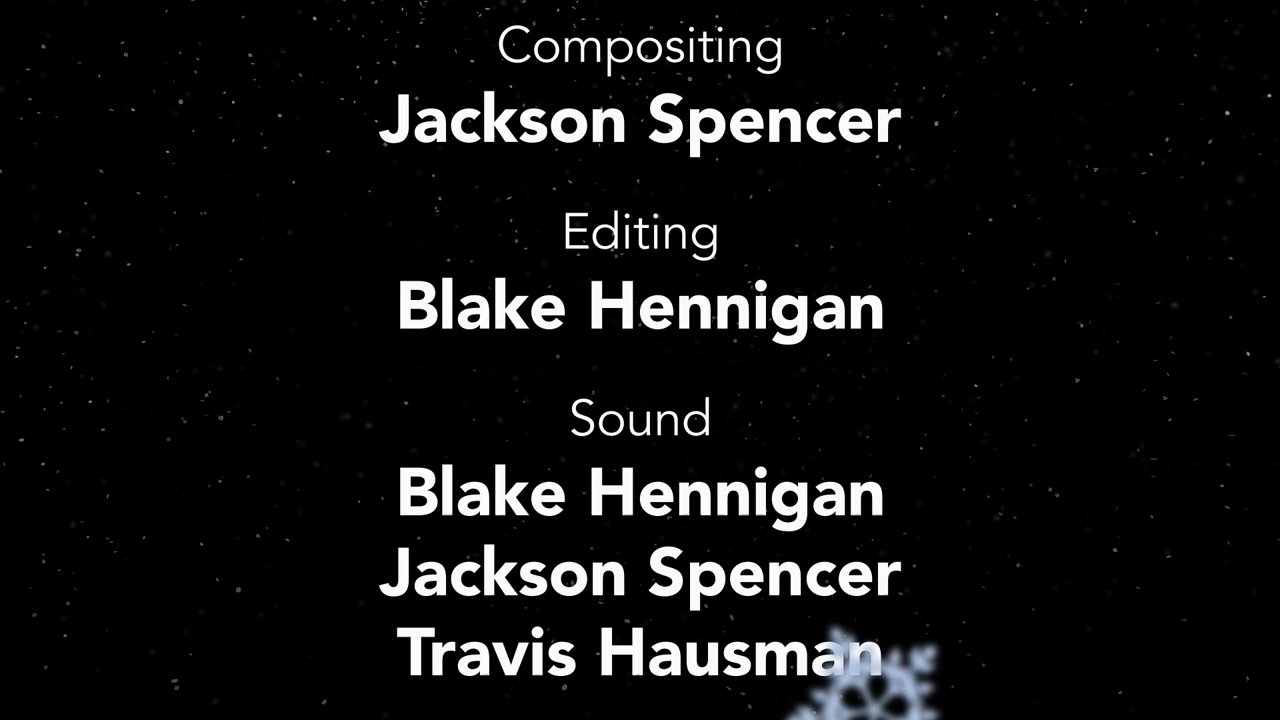 Compositing
Jackson Spencer
Editing
Blake Hennigan
Sound
Blake Hennigan
Jackson Spencer
Travis Hausman